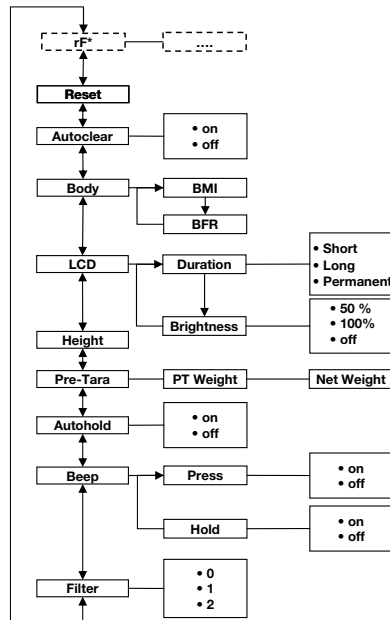 rF*
....
Reset
Autoclear
• on
• off
Body
BMI
BFR
LCD
Duration
• Short
• Long
• Permanent
Brightness
• 50 %
• 100%
• off
Height
Pre-Tara
PT Weight
Net Weight
Autohold
• on
• off
Beep
Press
• on
• off
Hold
• on
• off
Filter
• 0
• 1
• 2